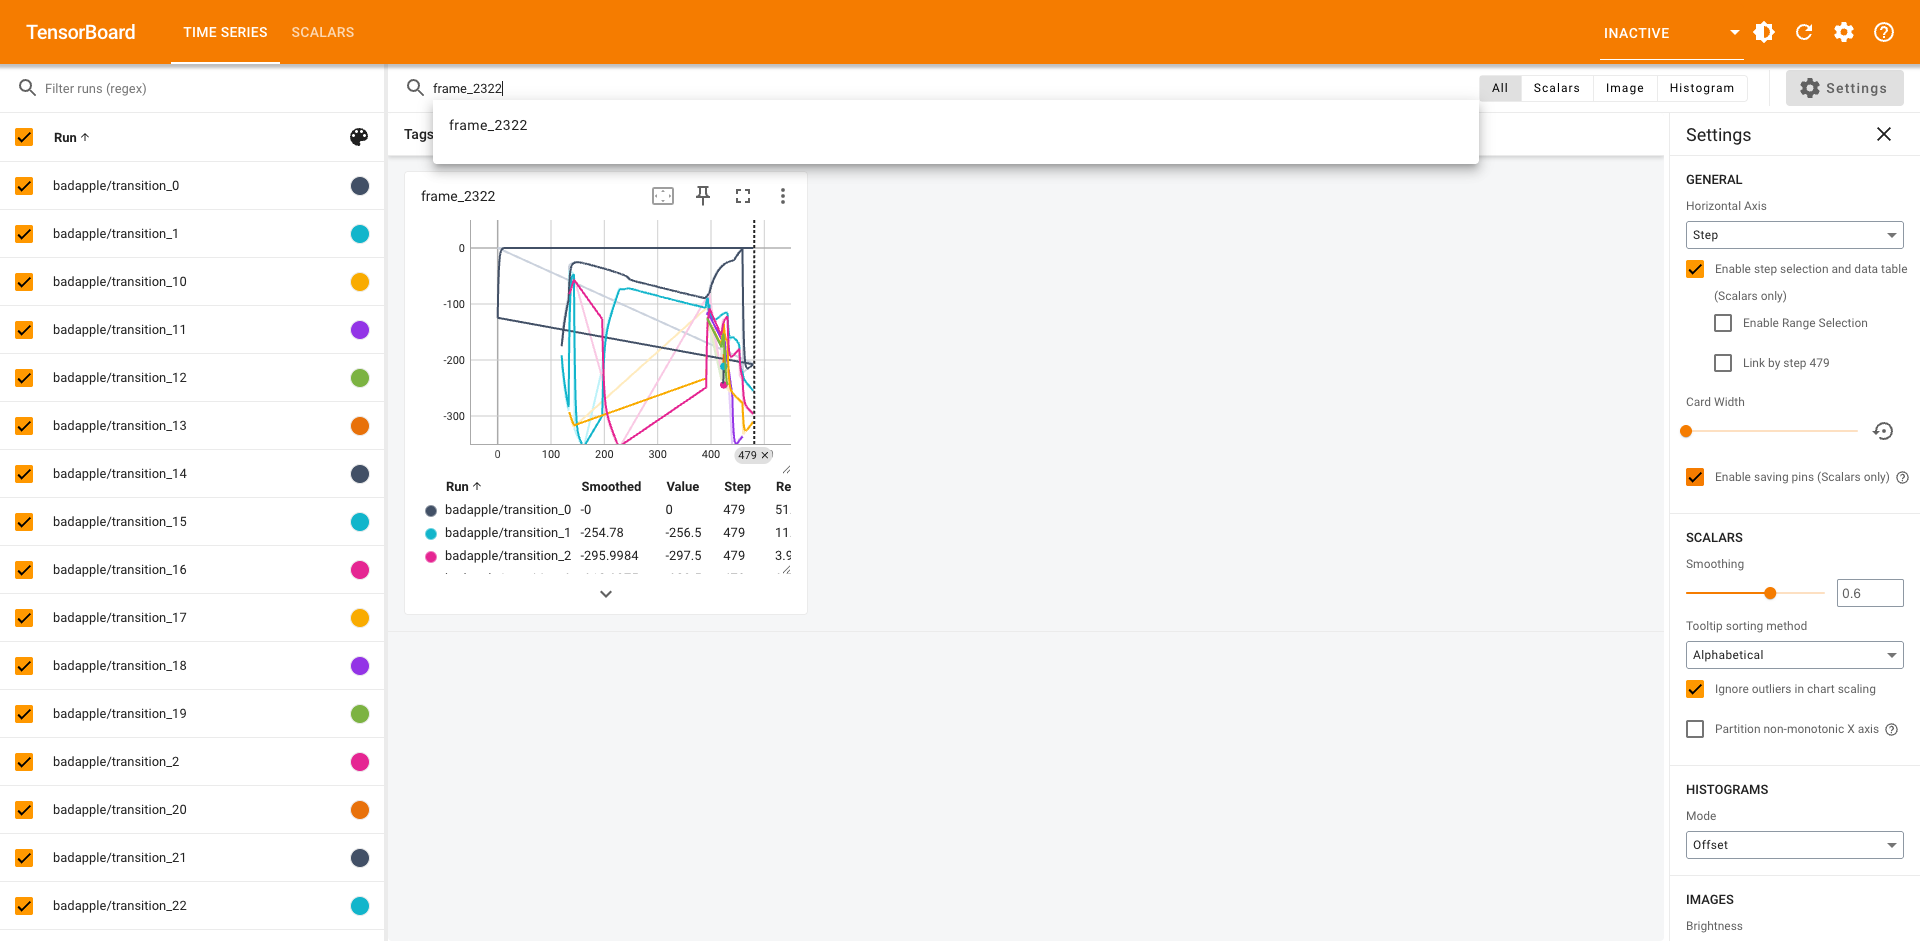 TensorBoard TIME SERIES SCALARS INACTIVE
Filter runs (regex)
Run
badapple/transition_0
badapple/transition_1
badapple/transition_10
badapple/transition_11
badapple/transition_12
badapple/transition_13
badapple/transition_14
badapple/transition_15
badapple/transition_16
badapple/transition_17
badapple/transition_18
badapple/transition_19
badapple/transition_2
badapple/transition_20
badapple/transition_21
badapple/transition_22
frame_2322
All Scalars Image Histogram Settings
frame_2322
Tags
frame_2322
0
-100
-200
-300
0 100 200 300 400 479
Run Smoothed Value Step Re
badapple/transition_0 -0 0 479 51.
badapple/transition_1 -254.78 -256.5 479 11.
badapple/transition_2 -295.9984 -297.5 479 3.9
Settings
GENERAL
Horizontal Axis
Step
Enable step selection and data table
(Scalars only)
Enable Range Selection
Link by step 479
Card Width
Enable saving pins (Scalars only)
SCALARS
Smoothing
0.6
Tooltip sorting method
Alphabetical
Ignore outliers in chart scaling
Partition non-monotonic X axis
HISTOGRAMS
Mode
Offset
IMAGES
Brightness